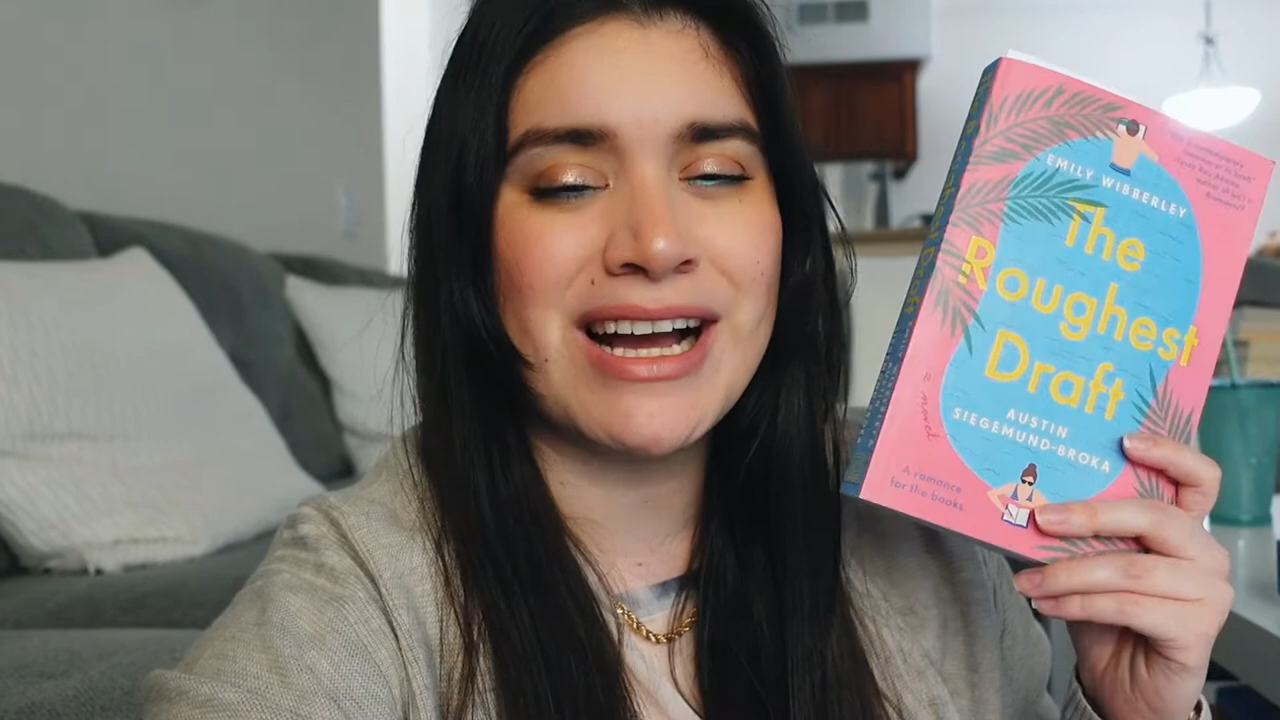 EMILY WIBBERLEY
The
Roughest
Draft
AUSTIN
SIEGEMUND-BROKA
a novel
A romance
for the books.